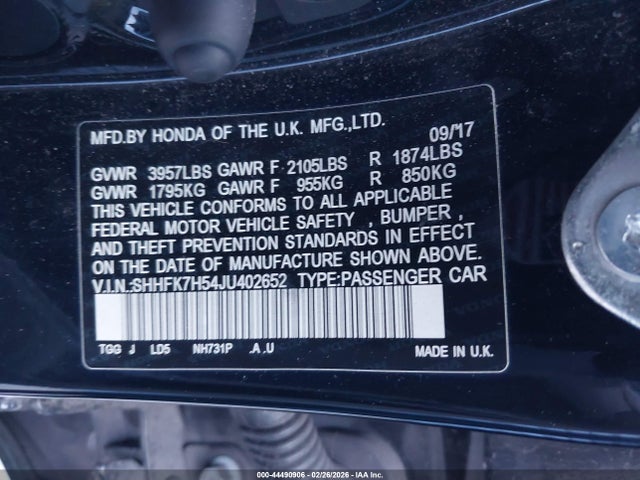 MFD.BY HONDA OF THE U.K. MFG.,LTD.
09/17
GVWR 3957LBS GAWR F 2105LBS R 1874LBS
GVWR 1795KG GAWR F 955KG R 850KG
THIS VEHICLE CONFORMS TO ALL APPLICABLE
FEDERAL MOTOR VEHICLE SAFETY , BUMPER ,
AND THEFT PREVENTION STANDARDS IN EFFECT
ON THE DATE OF MANUFACTURE SHOWN ABOVE.
V.I.N.:SHHFK7H54JU402652 TYPE:PASSENGER CAR
TGG J LD5 NH731P .A.U MADE IN U.K.
000-44490906 - 02/26/2026 - IAA Inc.